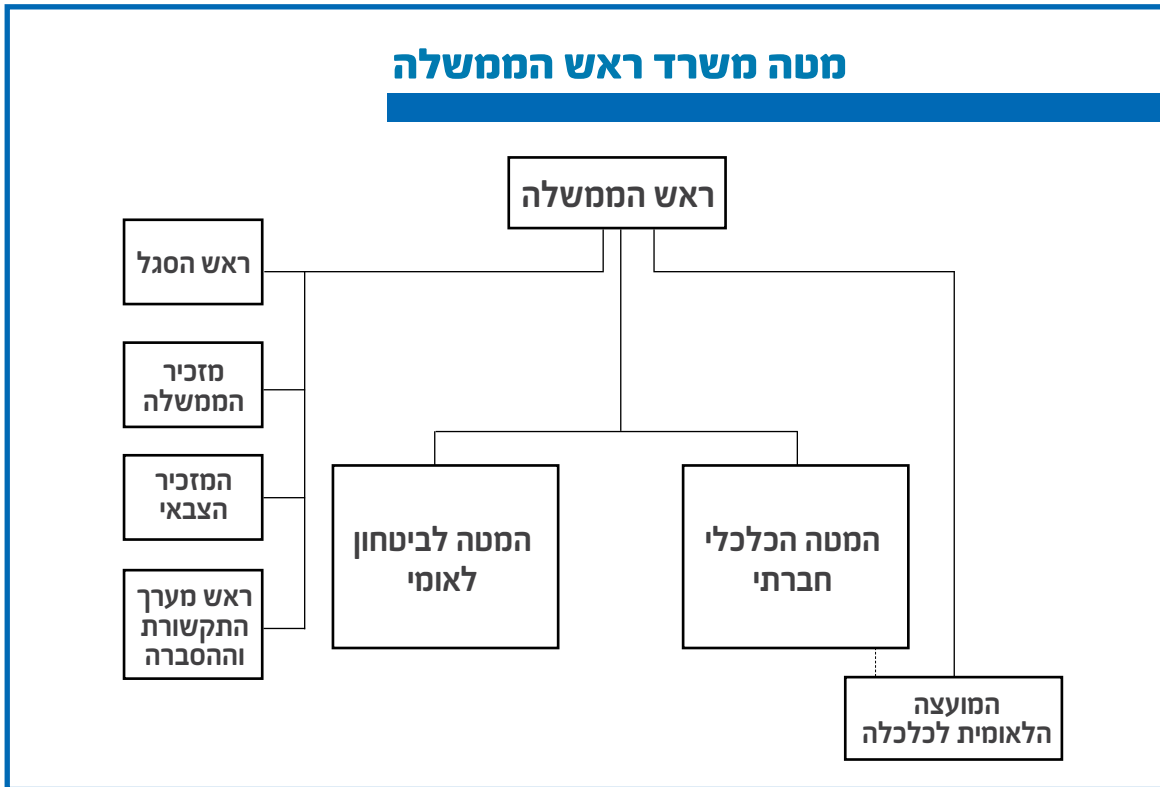 מטה משרד ראש הממשלה
ראש הממשלה
ראש הסגל
מזכיר
הממשלה
המזכיר
הצבאי
ראש מערך
התקשורת
וההסברה
המטה הכלכלי
חברתי
המטה לביטחון
לאומי
המועצה
הלאומית לכלכלה